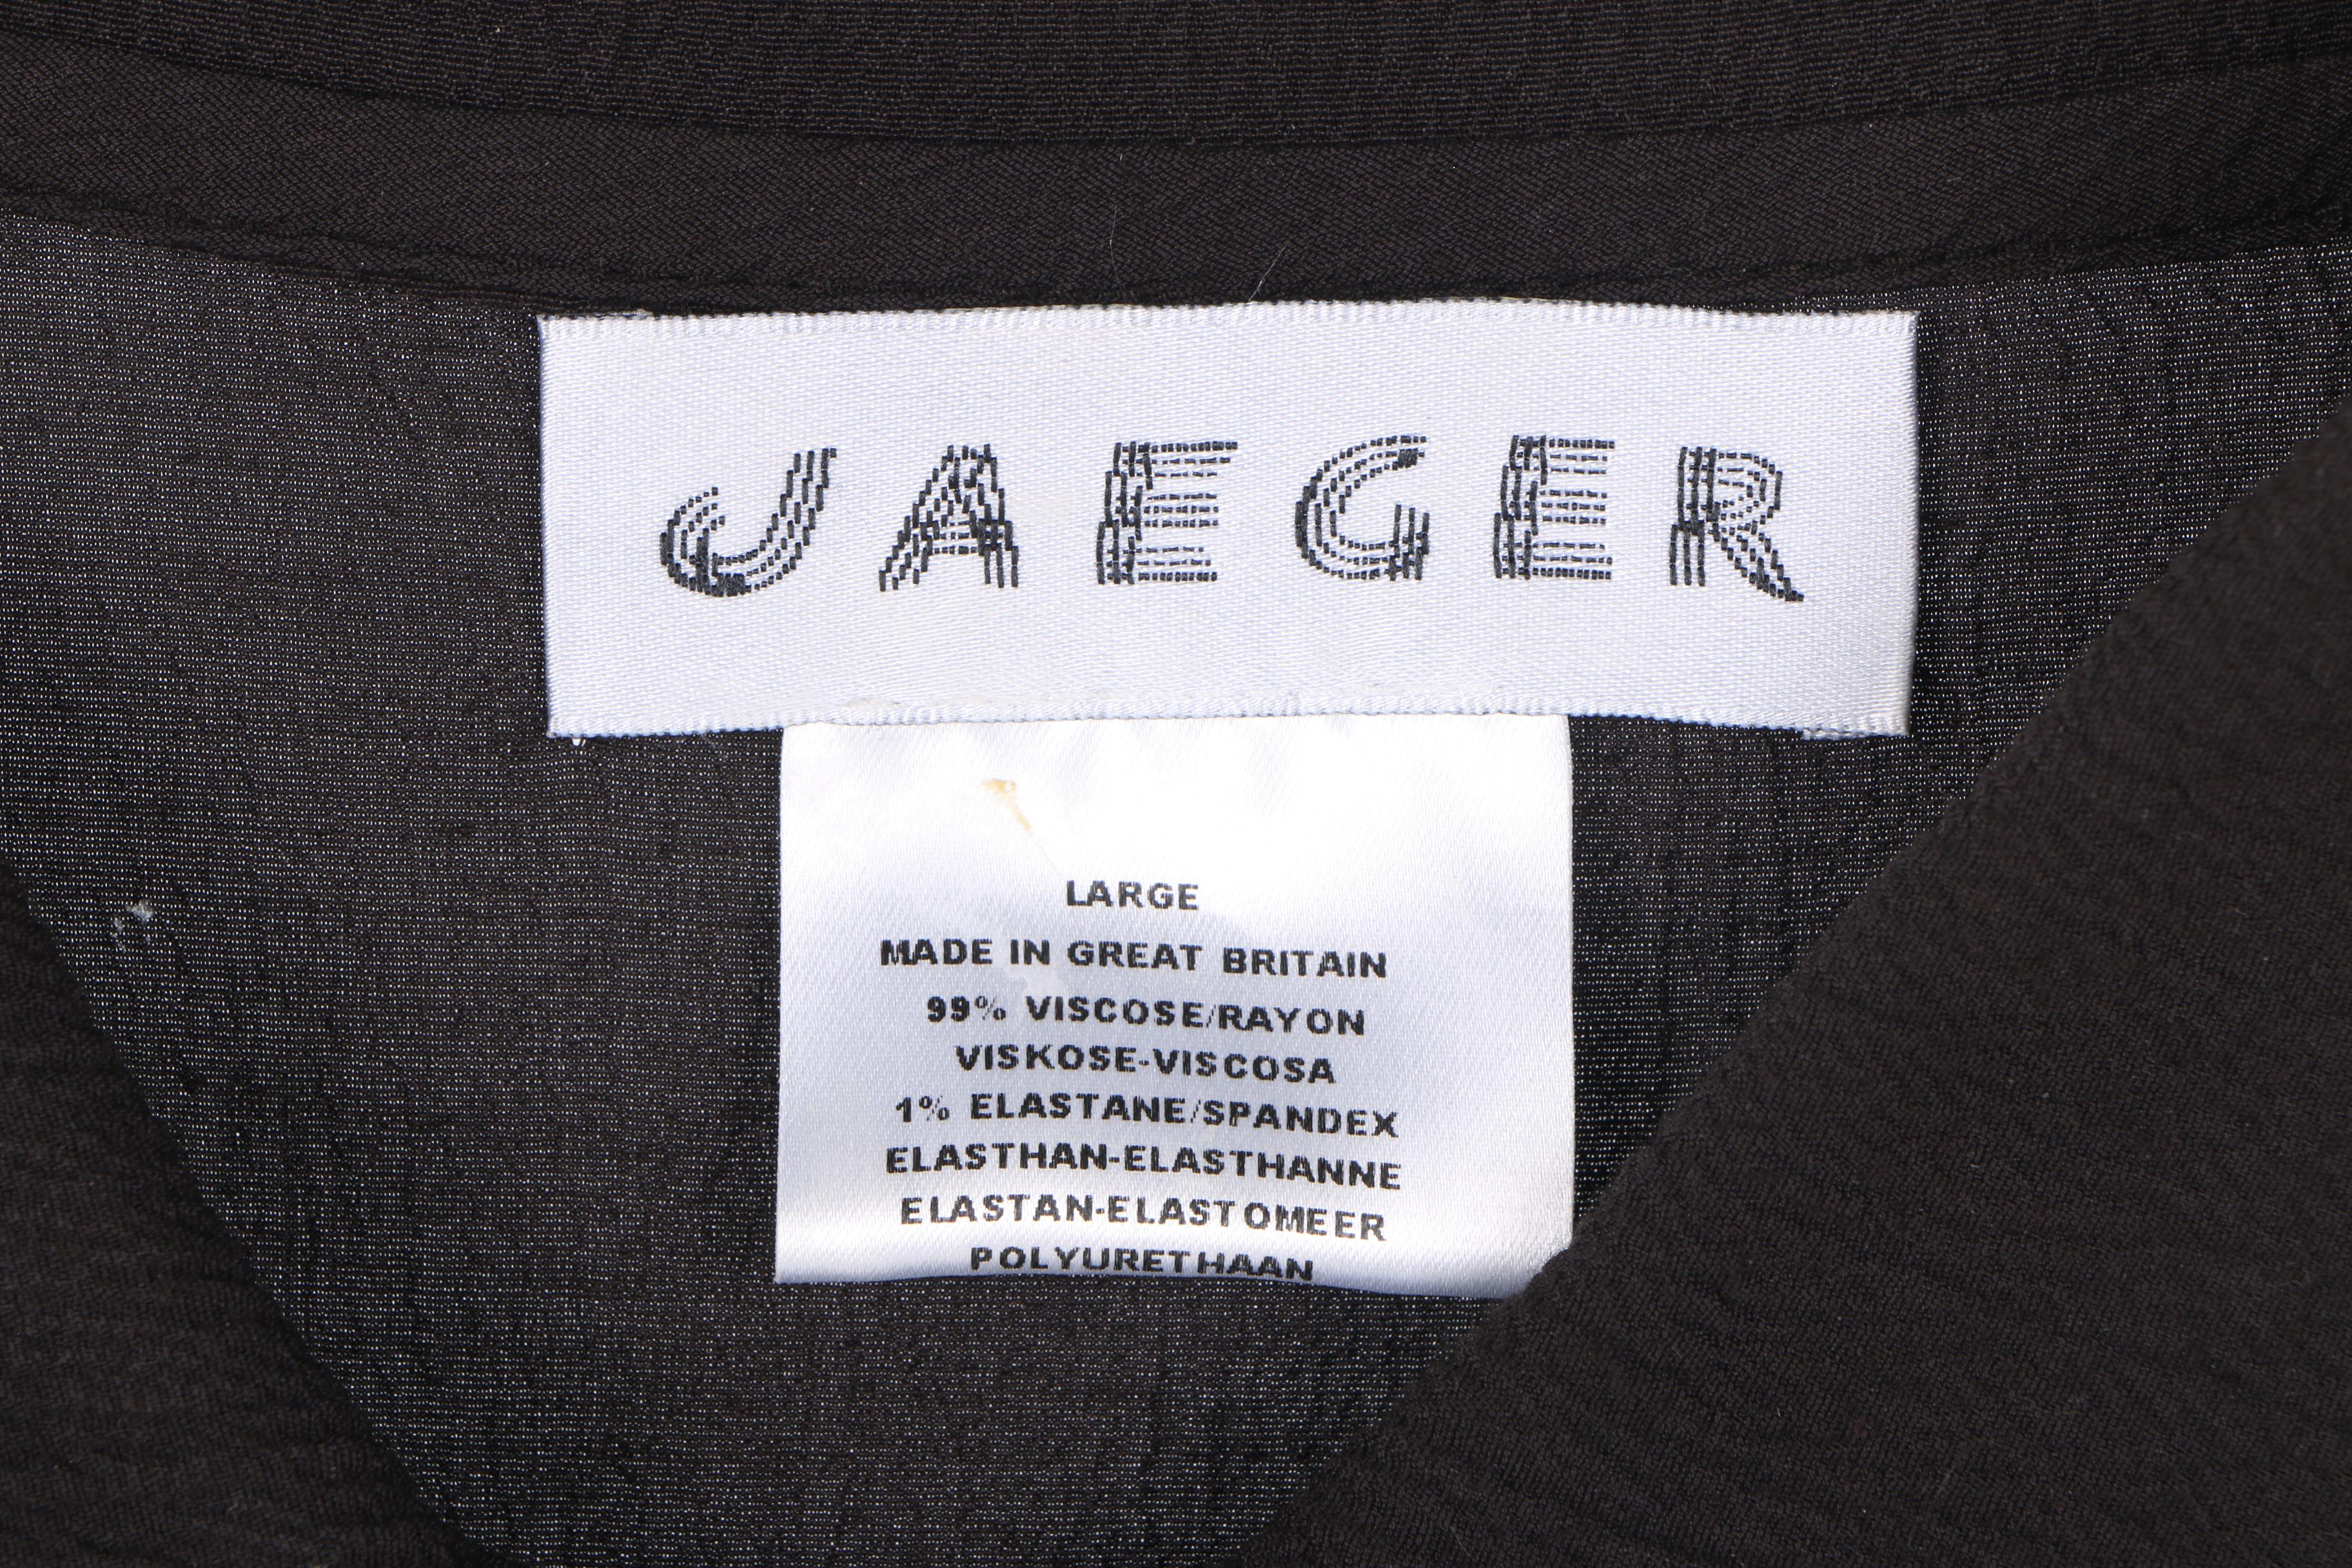 JAEGER
LARGE
MADE IN GREAT BRITAIN
99% VISCOSE/RAYON
VISKOSE-VISCOSA
1% ELASTANE/SPANDEX
ELASTHAN-ELASTHANNE
ELASTAN-ELASTOMEER
POLYURETHAAN